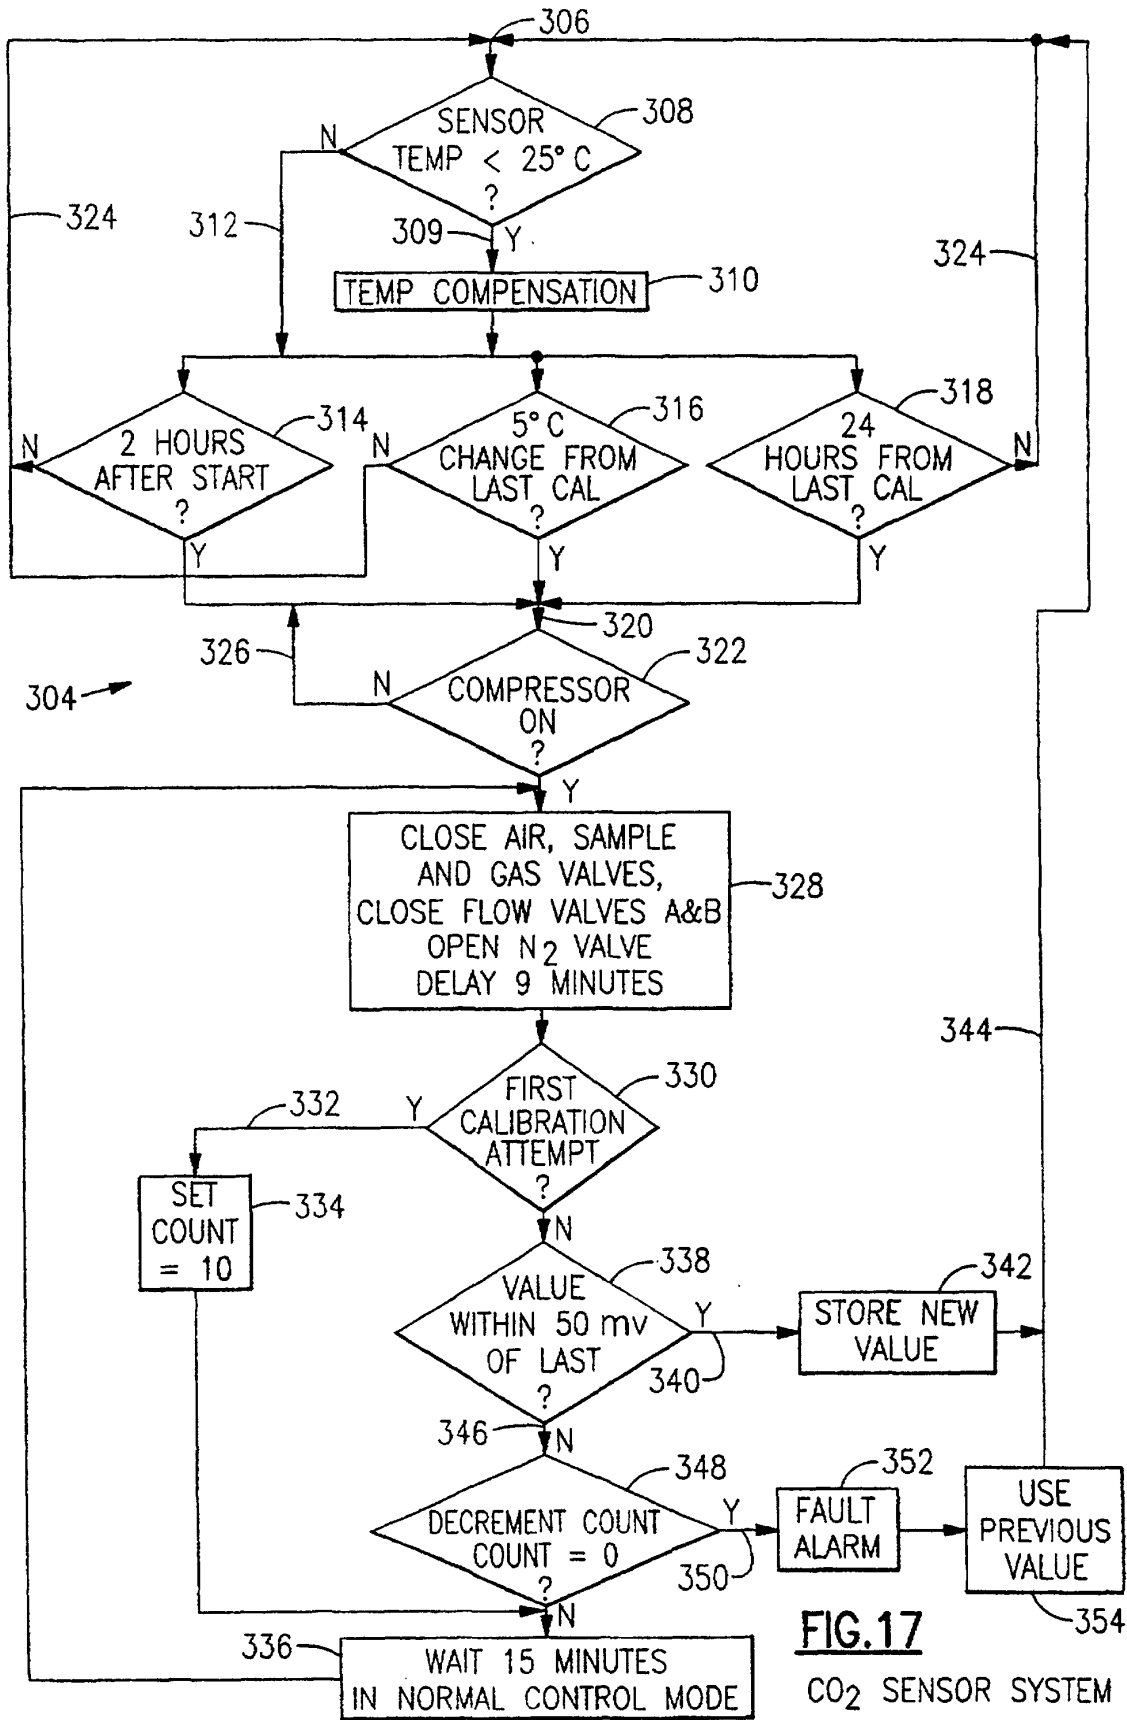 306
SENSOR
TEMP < 25° C
?
308
N
324
312
309
Y
324
TEMP COMPENSATION
310
2 HOURS
AFTER START
?
314
N
Y
5° C
CHANGE FROM
LAST CAL
?
316
N
Y
24
HOURS FROM
LAST CAL
?
318
N
Y
320
326
304
COMPRESSOR
ON
?
322
N
Y
CLOSE AIR, SAMPLE
AND GAS VALVES,
CLOSE FLOW VALVES A&B
OPEN N2 VALVE
DELAY 9 MINUTES
328
344
FIRST
CALIBRATION
ATTEMPT
?
330
332
Y
N
SET
COUNT
= 10
334
VALUE
WITHIN 50 mv
OF LAST
?
338
Y
340
STORE NEW
VALUE
342
346
N
DECREMENT COUNT
COUNT = 0
?
348
Y
350
N
FAULT
ALARM
352
USE
PREVIOUS
VALUE
354
336
WAIT 15 MINUTES
IN NORMAL CONTROL MODE
FIG.17
CO2 SENSOR SYSTEM